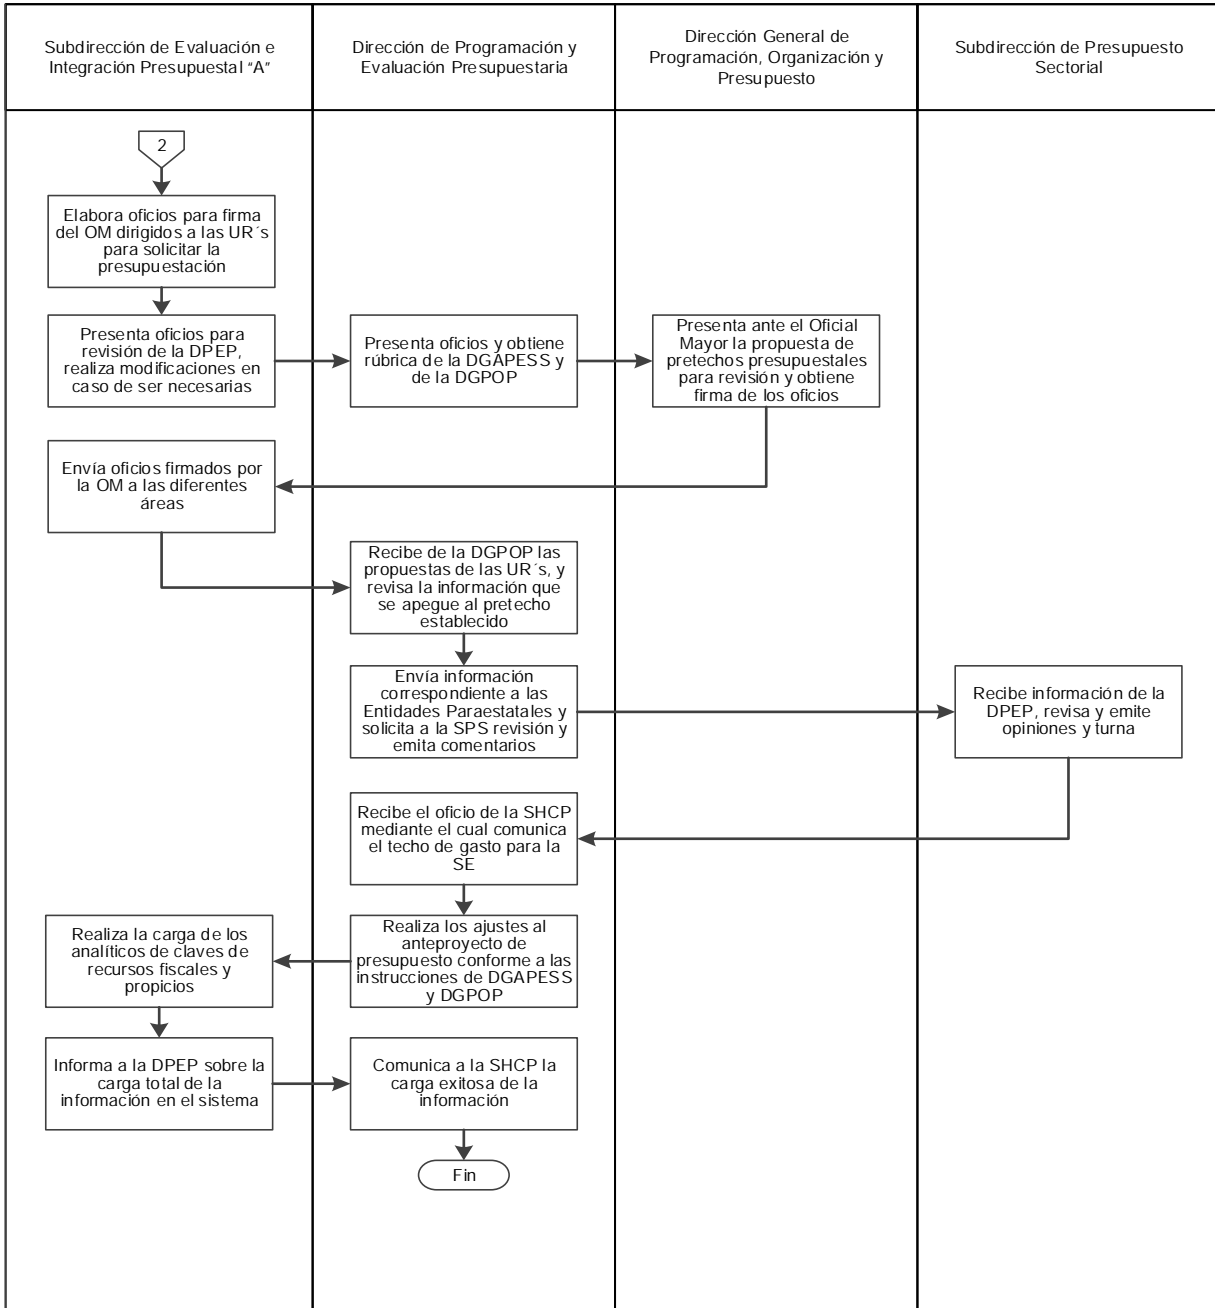 Subdirección de Evaluación e
Integración Presupuestal "A"
Dirección de Programación y
Evaluación Presupuestaria
Dirección General de
Programación, Organización y
Presupuesto
Subdirección de Presupuesto
Sectorial
2
Elabora oficios para firma
del OM dirigidos a las UR´s
para solicitar la
presupuestación
Presenta oficios para
revisión de la DPEP,
realiza modificaciones en
caso de ser necesarias
Presenta oficios y obtiene
rúbrica de la DGAPESS y
de la DGPOP
Presenta ante el Oficial
Mayor la propuesta de
pretechos presupuestales
para revisión y obtiene
firma de los oficios
Envía oficios firmados por
la OM a las diferentes
áreas
Recibe de la DGPOP las
propuestas de las UR´s, y
revisa la información que
se apegue al pretecho
establecido
Envía información
correspondiente a las
Entidades Paraestatales y
solicita a la SPS revisión y
emita comentarios
Recibe información de la
DPEP, revisa y emite
opiniones y turna
Recibe el oficio de la SHCP
mediante el cual comunica
el techo de gasto para la
SE
Realiza los ajustes al
anteproyecto de
presupuesto conforme a las
instrucciones de DGAPESS
y DGPOP
Realiza la carga de los
analíticos de claves de
recursos fiscales y
propicios
Informa a la DPEP sobre la
carga total de la
información en el sistema
Comunica a la SHCP la
carga exitosa de la
información
Fin